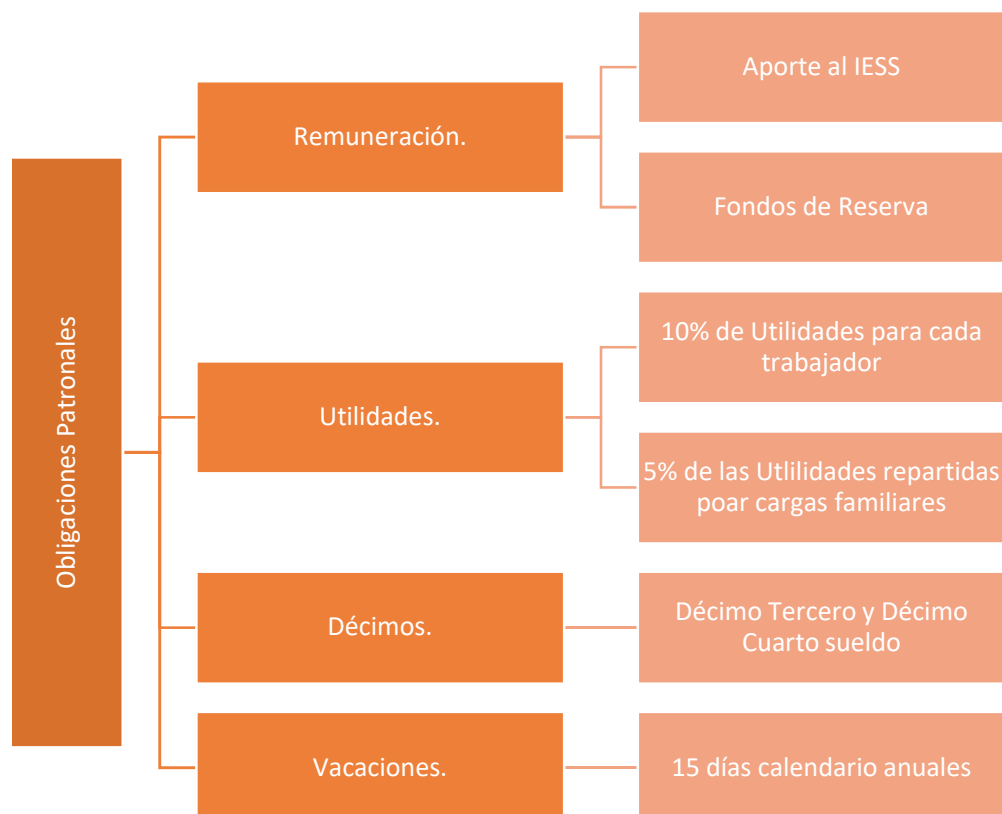 Obligaciones Patronales
Remuneración.
Aporte al IESS
Fondos de Reserva
Utilidades.
10% de Utilidades para cada
trabajador
5% de las Utlilidades repartidas
poar cargas familiares
Décimos.
Décimo Tercero y Décimo
Cuarto sueldo
Vacaciones.
15 días calendario anuales